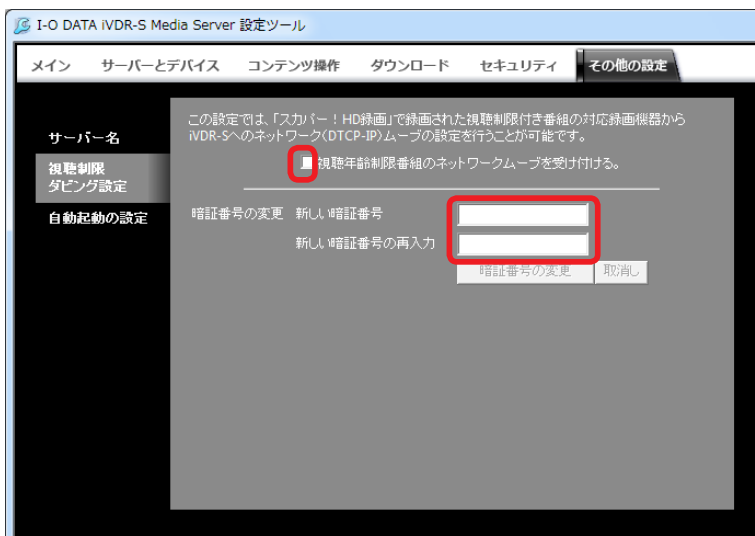 I-O DATA iVDR-S Media Server 設定ツール
メイン サーバーとデバイス コンテンツ操作 ダウンロード セキュリティ その他の設定
サーバー名
視聴制限
ダビング設定
自動起動の設定
この設定では、「スカパー！HD録画」で録画された視聴制限付き番組の対応録画機器から
iVDR-Sへのネットワーク(DTCP-IP)ムーブの設定を行うことが可能です。
視聴年齢制限番組のネットワークムーブを受け付ける。
暗証番号の変更 新しい暗証番号
新しい暗証番号の再入力
暗証番号の変更 取消し